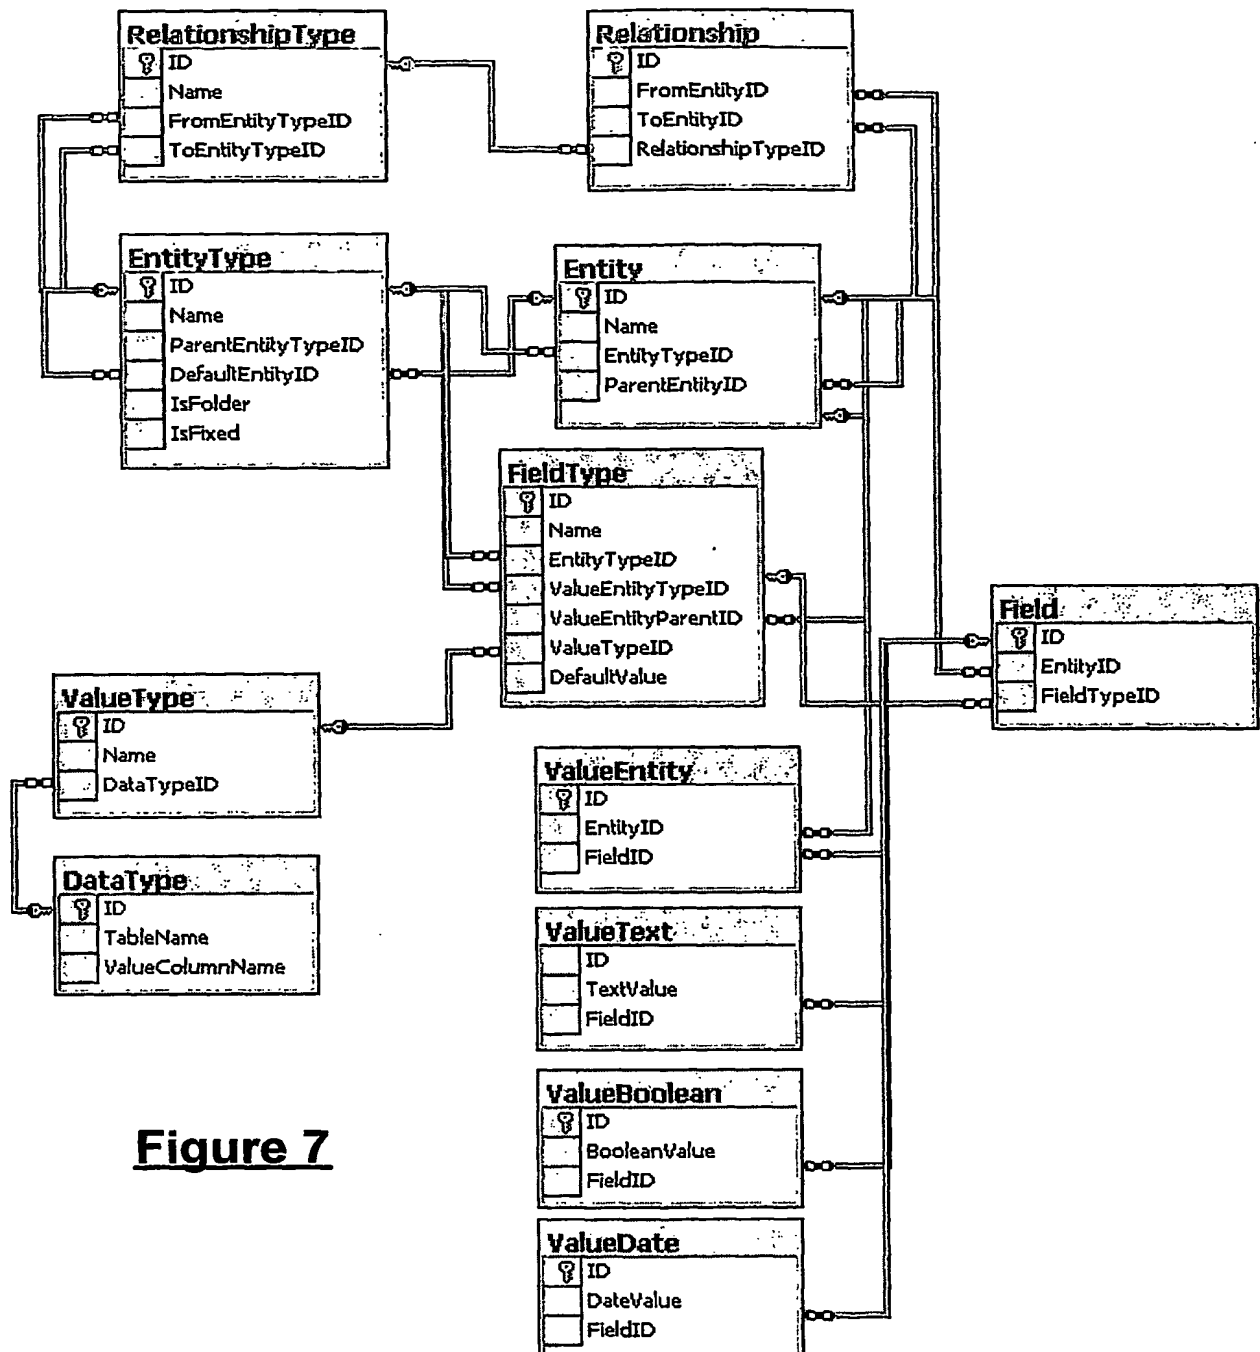 RelationshipType
ID
Name
FromEntityTypeID
ToEntityTypeID
Relationship
ID
FromEntityID
ToEntityID
RelationshipTypeID
EntityType
ID
Name
ParentEntityTypeID
DefaultEntityID
IsFolder
IsFixed
Entity
ID
Name
EntityTypeID
ParentEntityID
FieldType
ID
Name
EntityTypeID
ValueEntityTypeID
ValueEntityParentID
ValueTypeID
DefaultValue
Field
ID
EntityID
FieldTypeID
ValueType
ID
Name
DataTypeID
DataType
ID
TableName
ValueColumnName
ValueEntity
ID
EntityID
FieldID
ValueText
ID
TextValue
FieldID
ValueBoolean
ID
BooleanValue
FieldID
ValueDate
ID
DateValue
FieldID
Figure 7